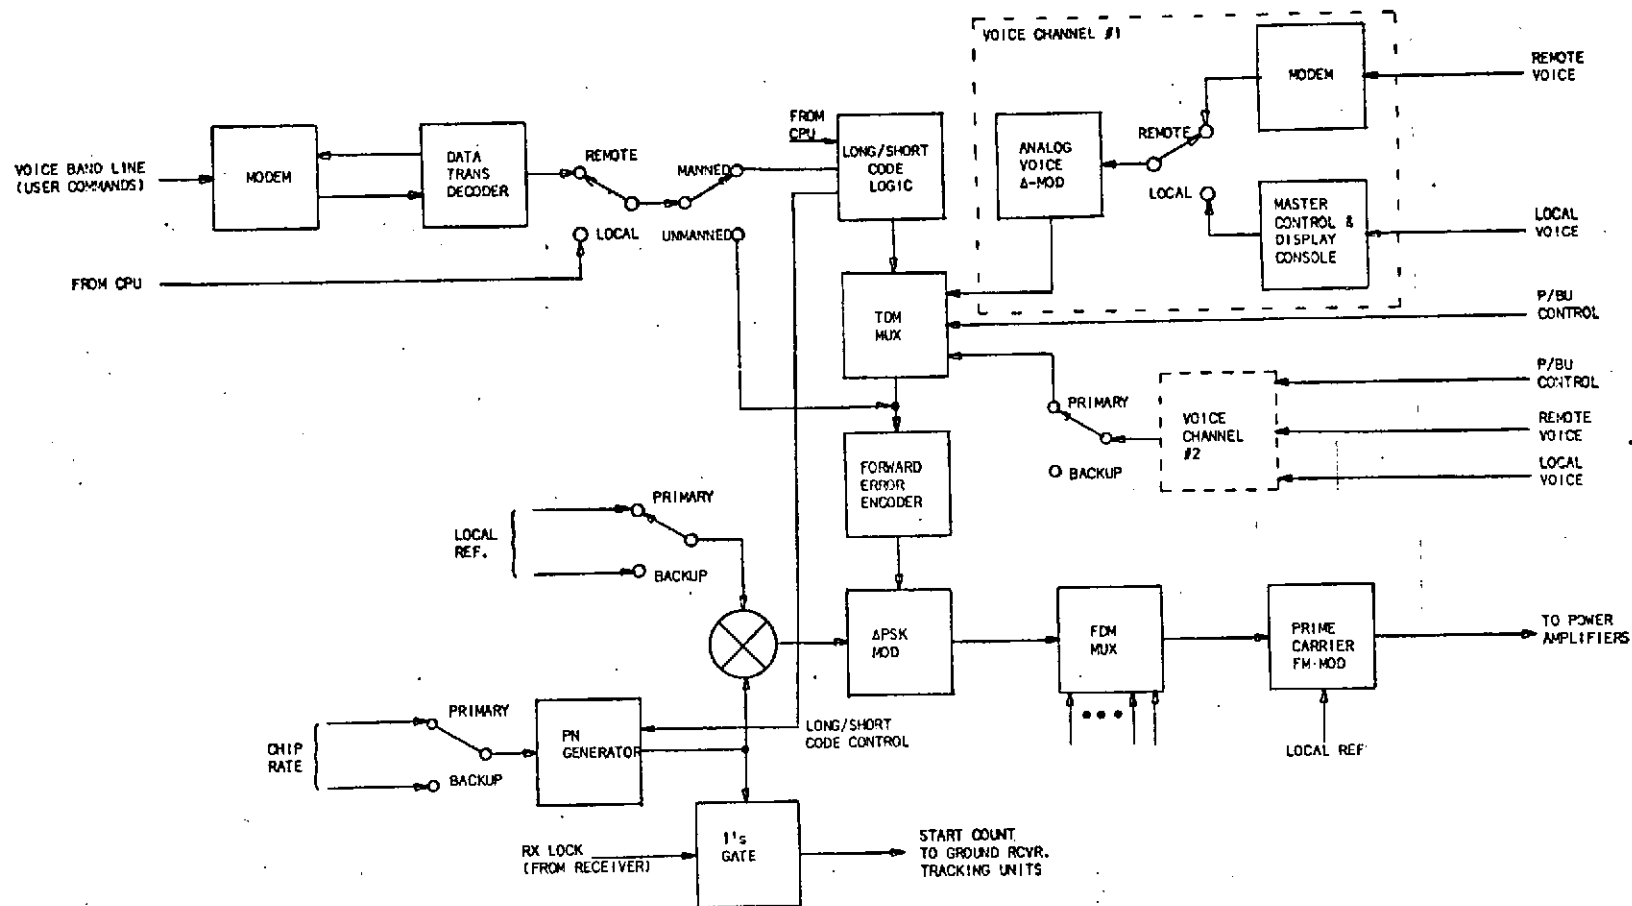 VOICE CHANNEL #1
MODEM
REMOTE
VOICE
FROM
CPU
LONG/SHORT
CODE
LOGIC
ANALOG
VOICE
Δ-MOD
REMOTE
LOCAL
MASTER
CONTROL &
DISPLAY
CONSOLE
LOCAL
VOICE
VOICE BAND LINE
(USER COMMANDS)
MODEM
DATA
TRANS
DECODER
REMOTE
LOCAL
MANNED
UNMANNED
FROM CPU
TDM
MUX
P/BU
CONTROL
P/BU
CONTROL
PRIMARY
BACKUP
VOICE
CHANNEL
#2
REMOTE
VOICE
LOCAL
VOICE
FORWARD
ERROR
ENCODER
LOCAL
REF.
PRIMARY
BACKUP
ΔPSK
MOD
FDM
MUX
PRIME
CARRIER
FM-MOD
TO POWER
AMPLIFIERS
LOCAL REF
CHIP
RATE
PRIMARY
BACKUP
PN
GENERATOR
LONG/SHORT
CODE CONTROL
RX LOCK
(FROM RECEIVER)
1's
GATE
START COUNT
TO GROUND RCVR.
TRACKING UNITS